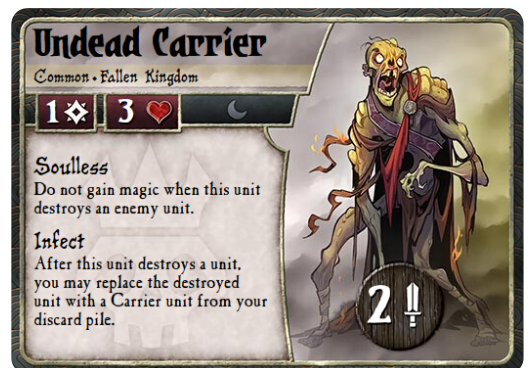 Undead Carrier
Common • Fallen Kingdom
1 3
Soulless
Do not gain magic when this unit
destroys an enemy unit.
Infect
After this unit destroys a unit,
you may replace the destroyed
unit with a Carrier unit from your
discard pile.
2